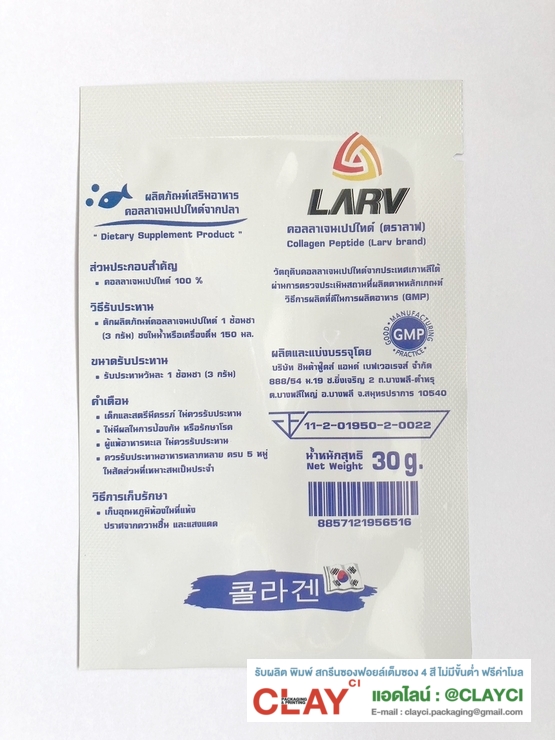 ผลิตภัณฑ์เสริมอาหาร
คอลลาเจนเปปไทด์จากปลา
" Dietary Supplement Product "
ส่วนประกอบสำคัญ
• คอลลาเจนเปปไทด์ 100 %
วิธีรับประทาน
• ตักผลิตภัณฑ์คอลลาเจนเปปไทด์ 1 ช้อนชา
(3 กรัม) ชงในน้ำหรือเครื่องดื่ม 150 มล.
ขนาดรับประทาน
• รับประทานวันละ 1 ช้อนชา (3 กรัม)
คำเตือน
• เด็กและสตรีมีครรภ์ ไม่ควรรับประทาน
• ไม่มีผลในการป้องกัน หรือรักษาโรค
• ผู้แพ้อาหารทะเล ไม่ควรรับประทาน
• ควรรับประทานอาหารหลากหลาย ครบ 5 หมู่
ในสัดส่วนที่เหมาะสมเป็นประจำ
วิธีการเก็บรักษา
• เก็บอุณหภูมิห้องในที่แห้ง
ปราศจากความชื้น และแสงแดด
LARV
คอลลาเจนเปปไทด์ (ตราลาฟ)
Collagen Peptide (Larv brand)
วัตถุดิบคอลลาเจนเปปไทด์จากประเทศเกาหลีใต้
ผ่านการตรวจประเมินสถานที่ผลิตตามหลักเกณฑ์
วิธีการผลิตที่ดีในการผลิตอาหาร (GMP)
GOOD MANUFACTURING
GMP
PRACTICE
ผลิตและแบ่งบรรจุโดย
บริษัท ชินต้าฟู้ดส์ แอนด์ เบฟเวอเรจส์ จำกัด
888/54 ม.19 ซ.ยิ่งเจริญ 2 ถ.บางพลี-ตำหรุ
ต.บางพลีใหญ่ อ.บางพลี จ.สมุทรปราการ 10540
11-2-01950-2-0022
น้ำหนักสุทธิ
Net Weight 30 g.
8857121956516
콜라겐
รับผลิต พิมพ์ สกรีนซองฟอยล์เต็มซอง 4 สี ไม่มีขั้นต่ำ ฟรีค่าโมล
CLAY CI
PACKAGING & PRINTING
แอดไลน์ : @CLAYCI
E-mail : clayci.packaging@gmail.com